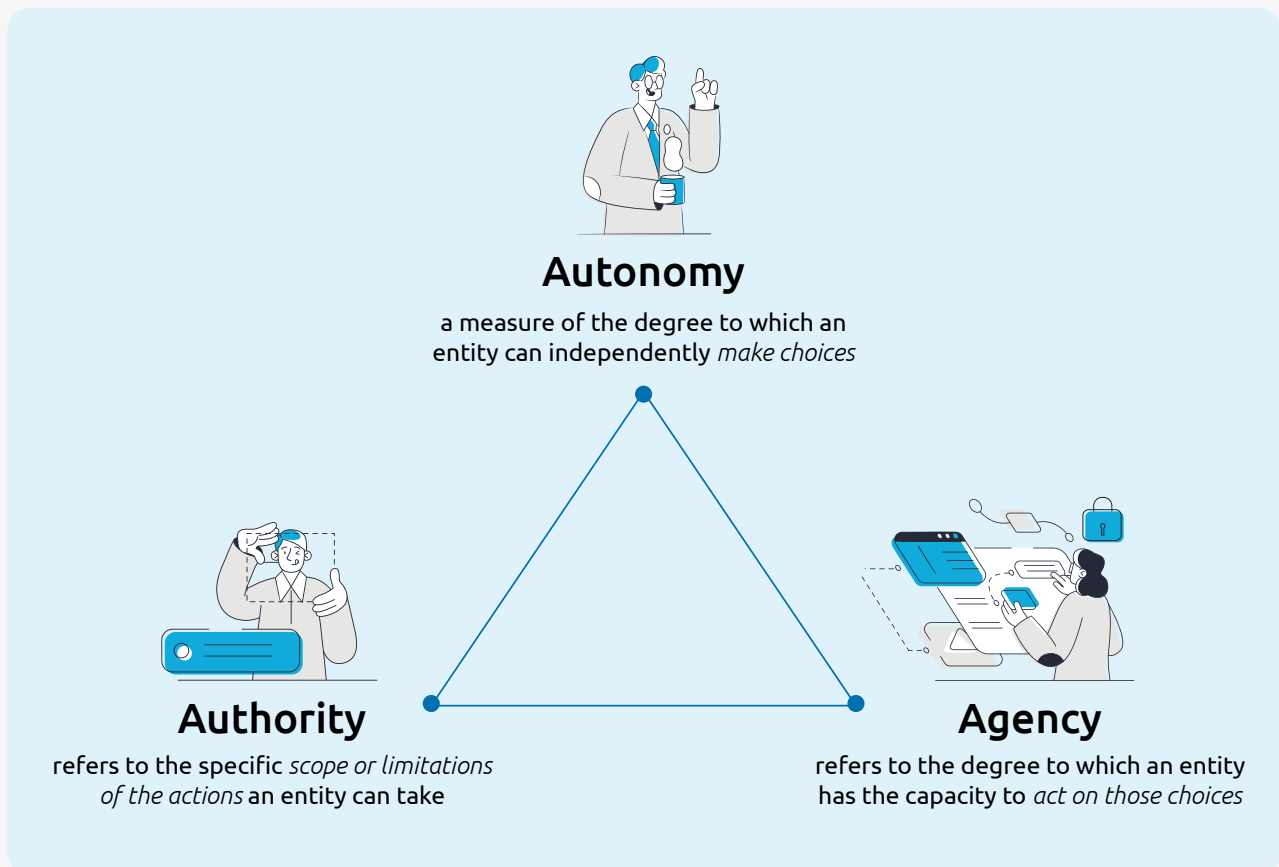 Autonomy
a measure of the degree to which an
entity can independently make choices
Authority
refers to the specific scope or limitations
of the actions an entity can take
Agency
refers to the degree to which an entity
has the capacity to act on those choices